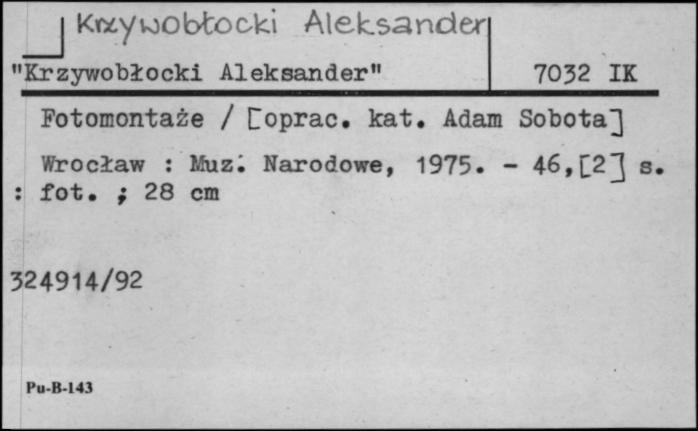 Krzywobłocki Aleksander
"Krzywobłocki Aleksander" 7032 IK
Fotomontaże / [oprac. kat. Adam Sobota]
Wrocław : Muz. Narodowe, 1975. - 46,[2] s.
: fot. ; 28 cm
324914/92
Pu-B-143